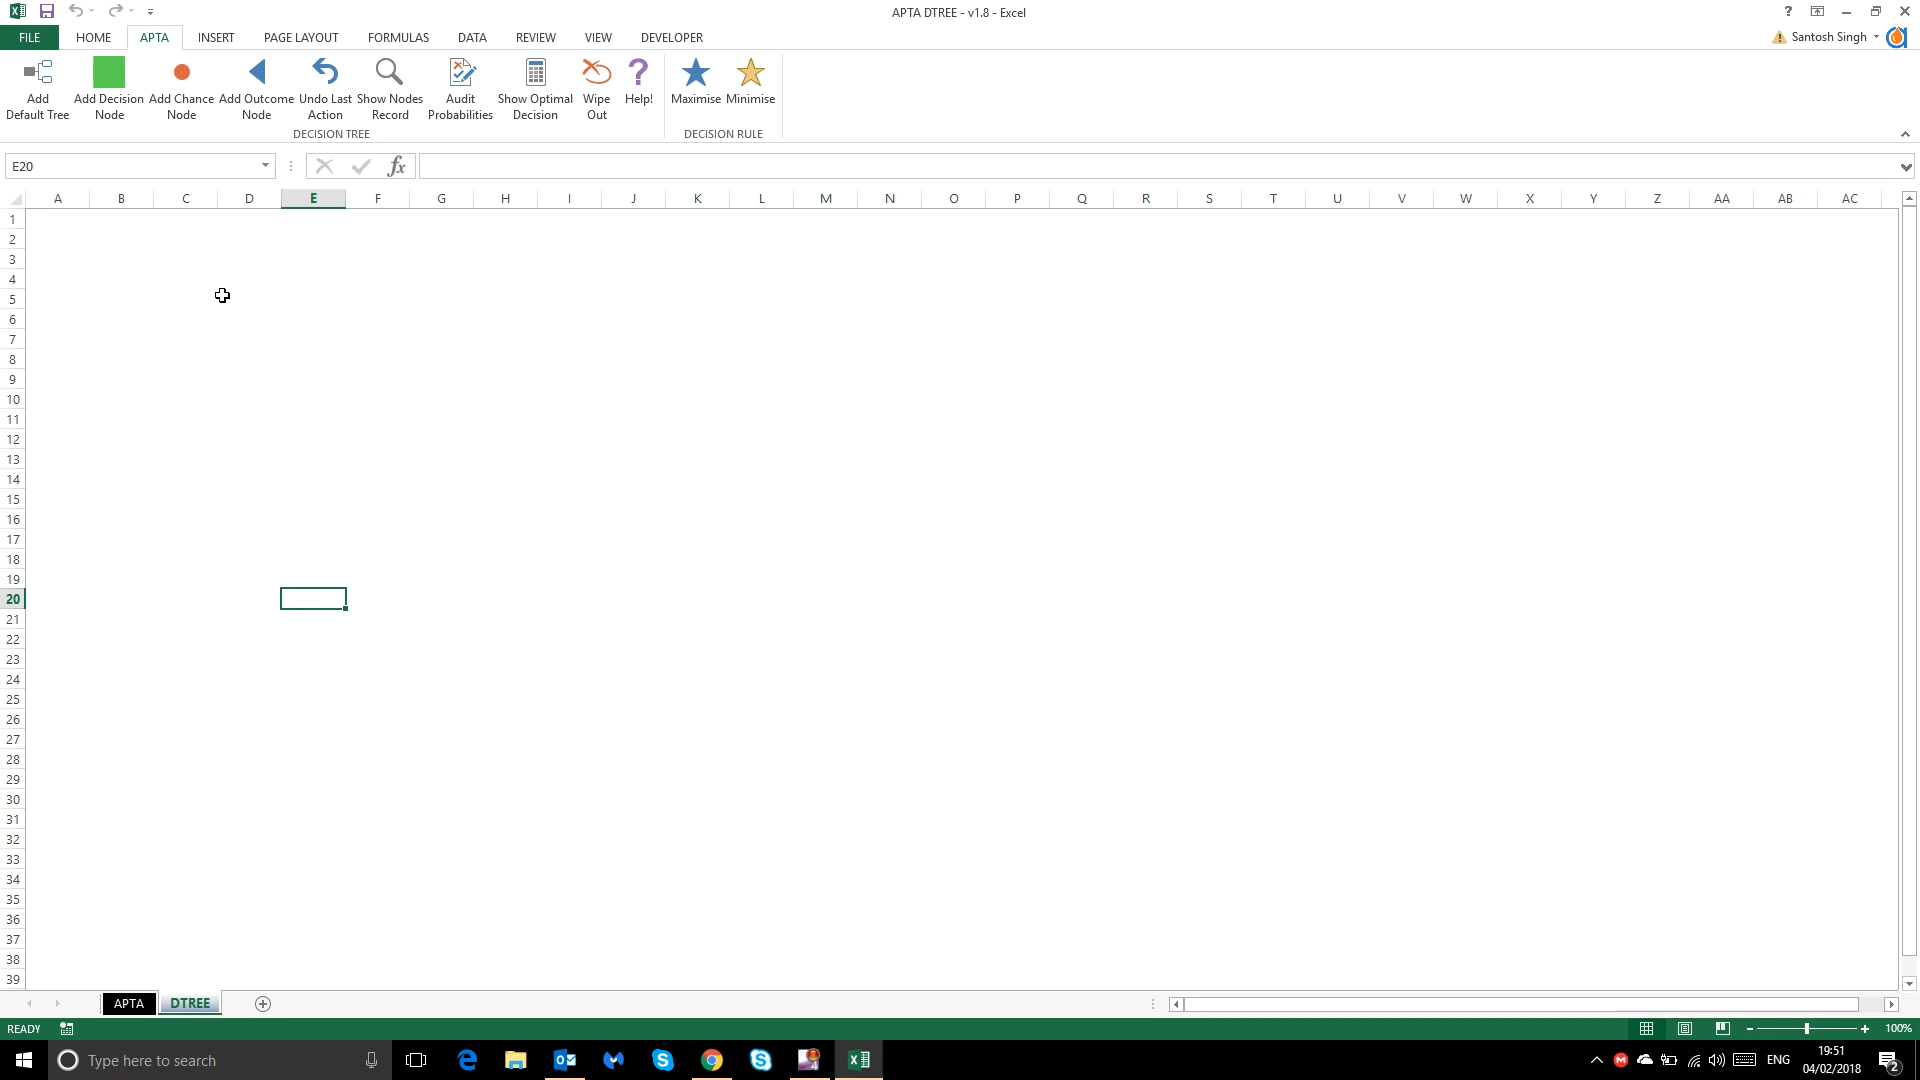 APTA DTREE - v1.8 - Excel
?
FILE HOME APTA INSERT PAGE LAYOUT FORMULAS DATA REVIEW VIEW DEVELOPER
Santosh Singh
Add Default Tree
Add Decision Node
Add Chance Node
Add Outcome Node
Undo Last Action
Show Nodes Record
Audit Probabilities
Show Optimal Decision
Wipe Out
Help!
Maximise
Minimise
DECISION TREE
DECISION RULE
E20
fx
A B C D E F G H I J K L M N O P Q R S T U V W X Y Z AA AB AC
1
2
3
4
5
6
7
8
9
10
11
12
13
14
15
16
17
18
19
20
21
22
23
24
25
26
27
28
29
30
31
32
33
34
35
36
37
38
39
APTA DTREE
READY
100%
Type here to search
ENG
19:51
04/02/2018
2